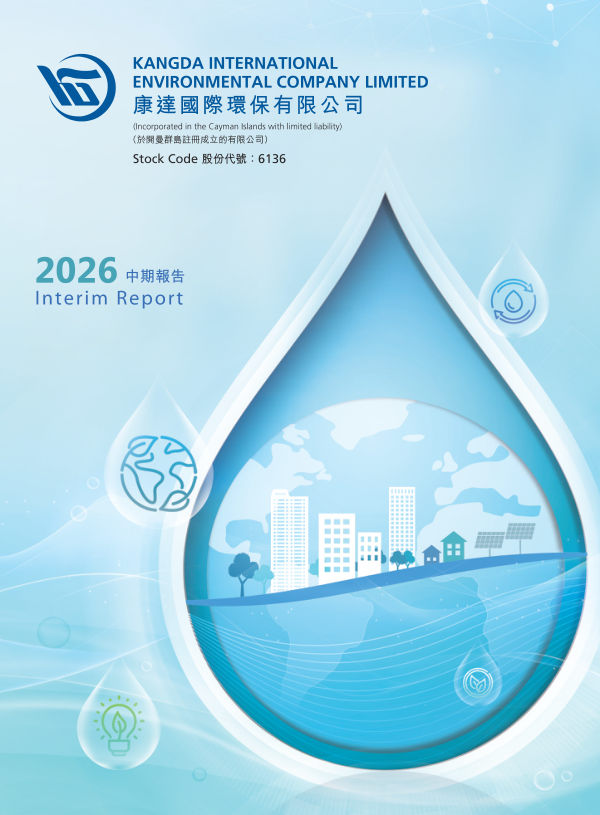 KANGDA INTERNATIONAL
ENVIRONMENTAL COMPANY LIMITED
康達國際環保有限公司
(Incorporated in the Cayman Islands with limited liability)
（於開曼群島註冊成立的有限公司）
Stock Code 股份代號：6136
2026 中期報告
Interim Report